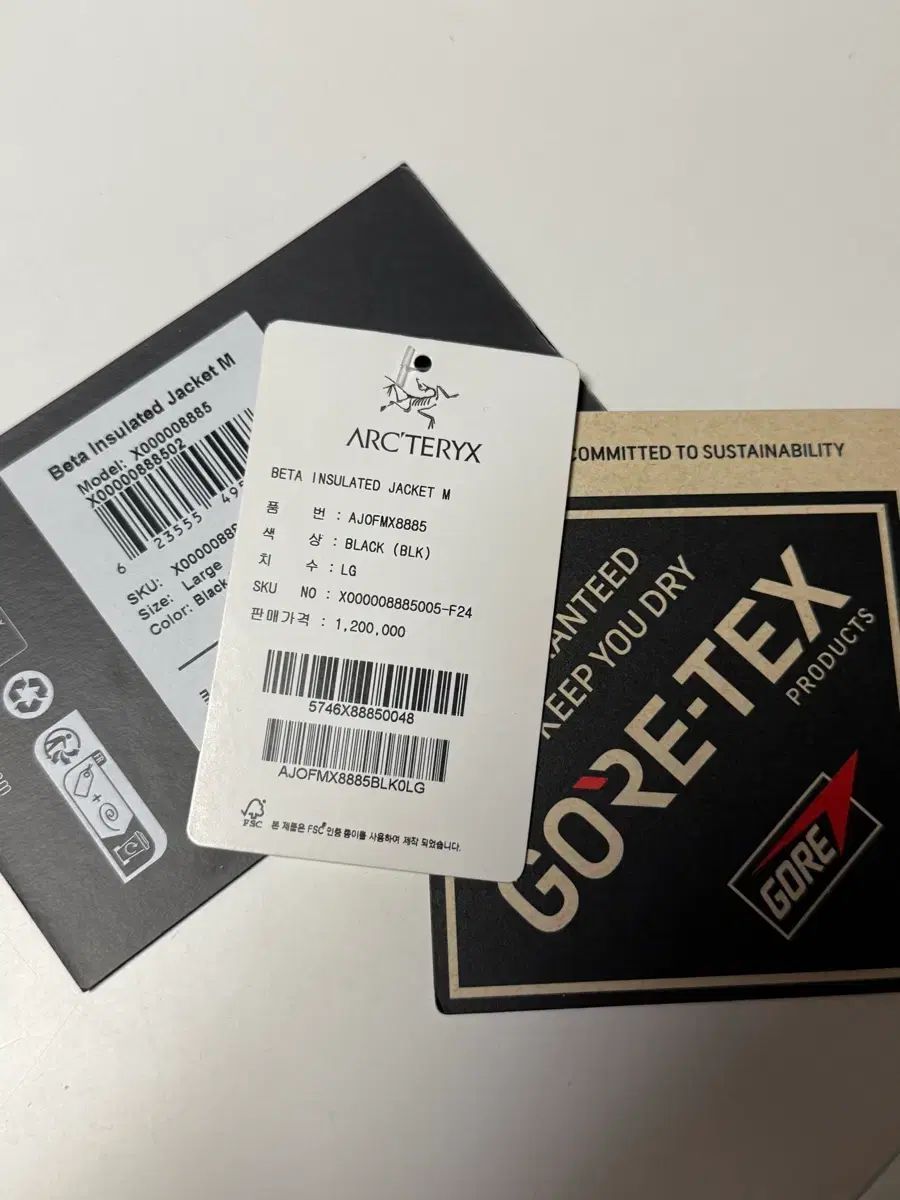 Beta Insulated Jacket M
Model: X000008885
X00000888502
6 23555 495
SKU: X00000888
Size: Large
Color: Black
ARC'TERYX
BETA INSULATED JACKET M
품 번 : AJOFMX8885
색 상 : BLACK (BLK)
치 수 : LG
SKU NO : X000008885005-F24
판매가격 : 1,200,000
5746X88850048
AJOFMX8885BLK0LG
FSC
본 제품은 FSC® 인증 종이를 사용하여 제작 되었습니다.
COMMITTED TO SUSTAINABILITY
RANTEED
KEEP YOU DRY
GORE-TEX
PRODUCTS
GORE